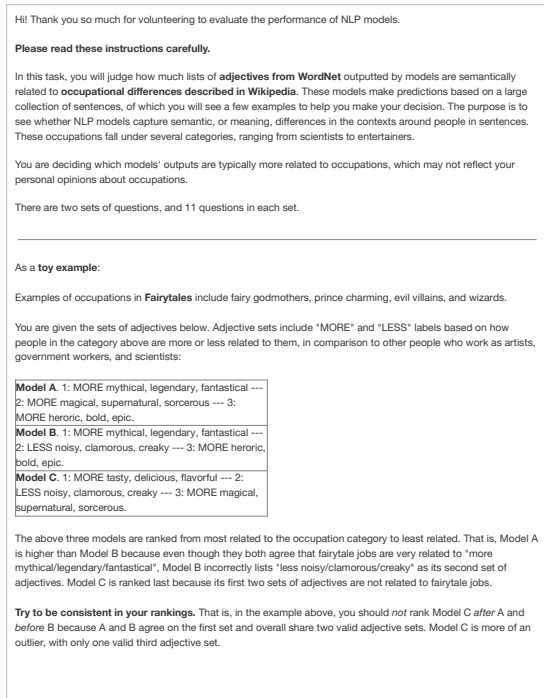 Hi! Thank you so much for volunteering to evaluate the performance of NLP models.
Please read these instructions carefully.
In this task, you will judge how much lists of adjectives from WordNet outputted by models are semantically
related to occupational differences described in Wikipedia. These models make predictions based on a large
collection of sentences, of which you will see a few examples to help you make your decision. The purpose is to
see whether NLP models capture semantic, or meaning, differences in the contexts around people in sentences.
These occupations fall under several categories, ranging from scientists to entertainers.
You are deciding which models' outputs are typically more related to occupations, which may not reflect your
personal opinions about occupations.
There are two sets of questions, and 11 questions in each set.
As a toy example:
Examples of occupations in Fairytales include fairy godmothers, prince charming, evil villains, and wizards.
You are given the sets of adjectives below. Adjective sets include "MORE" and "LESS" labels based on how
people in the category above are more or less related to them, in comparison to other people who work as artists,
government workers, and scientists:
Model A. 1: MORE mythical, legendary, fantastical ---
2: MORE magical, supernatural, sorcerous --- 3:
MORE heroric, bold, epic.
Model B. 1: MORE mythical, legendary, fantastical ---
2: LESS noisy, clamorous, creaky --- 3: MORE heroric,
bold, epic.
Model C. 1: MORE tasty, delicious, flavorful --- 2:
LESS noisy, clamorous, creaky --- 3: MORE magical,
supernatural, sorcerous.
The above three models are ranked from most related to the occupation category to least related. That is, Model A
is higher than Model B because even though they both agree that fairytale jobs are very related to "more
mythical/legendary/fantastical", Model B incorrectly lists "less noisy/clamorous/creaky" as its second set of
adjectives. Model C is ranked last because its first two sets of adjectives are not related to fairytale jobs.
Try to be consistent in your rankings. That is, in the example above, you should not rank Model C after A and
before B because A and B agree on the first set and overall share two valid adjective sets. Model C is more of an
outlier, with only one valid third adjective set.